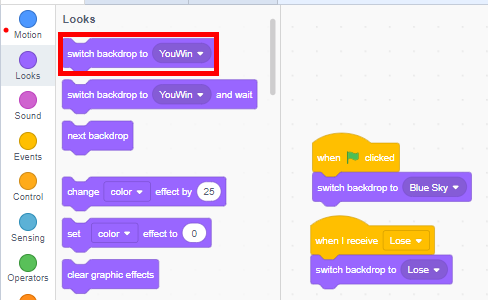 Motion
Looks
Sound
Events
Control
Sensing
Operators
Looks
switch backdrop to YouWin
switch backdrop to YouWin and wait
next backdrop
change color effect by 25
set color effect to 0
clear graphic effects
when clicked
switch backdrop to Blue Sky
when I receive Lose
switch backdrop to Lose